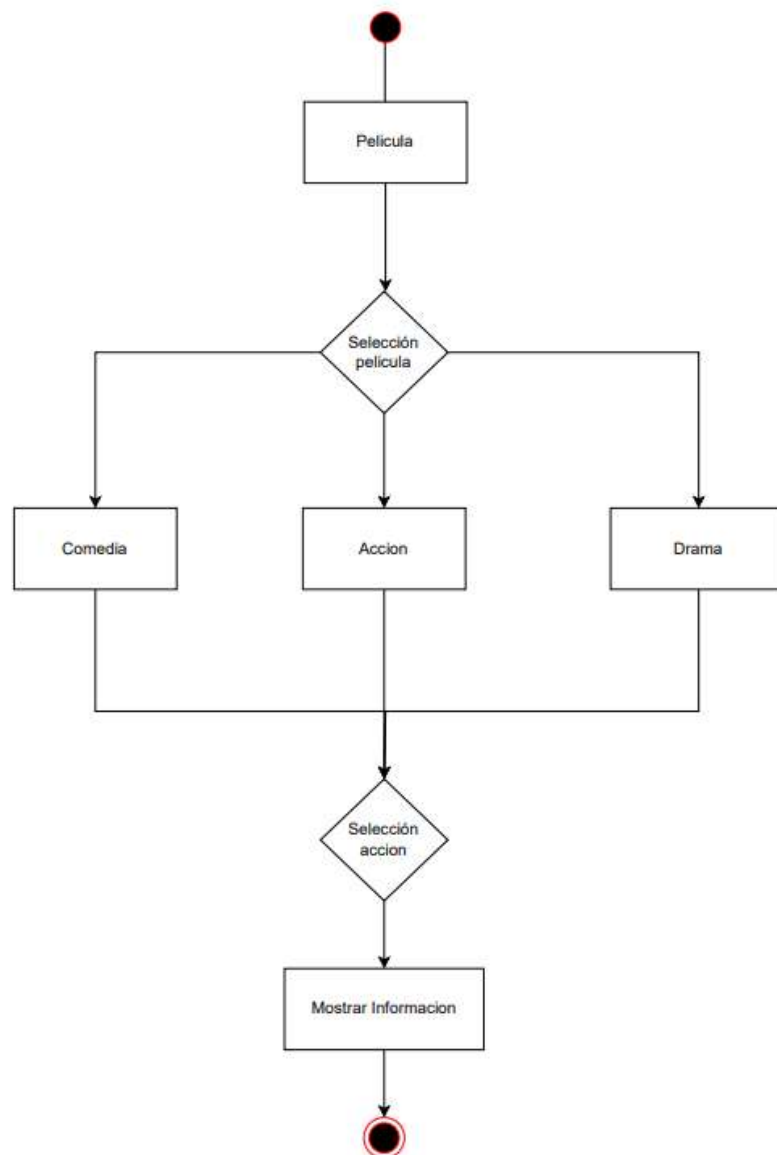 Pelicula
Selección
pelicula
Comedia
Accion
Drama
Selección
accion
Mostrar Informacion